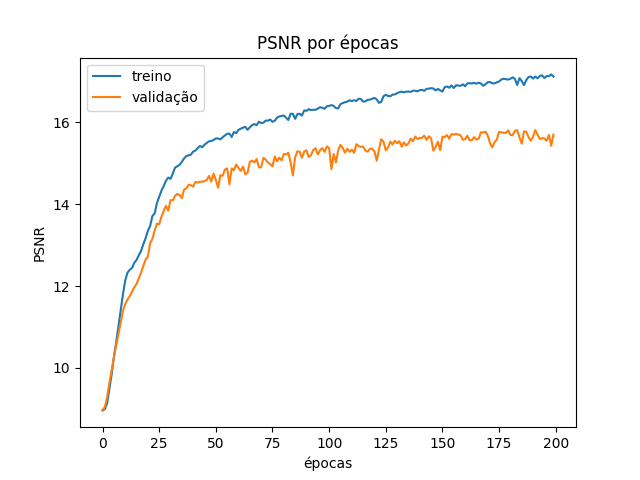 PSNR por épocas
treino
validação
16
14
12
10
PSNR
0 25 50 75 100 125 150 175 200
épocas